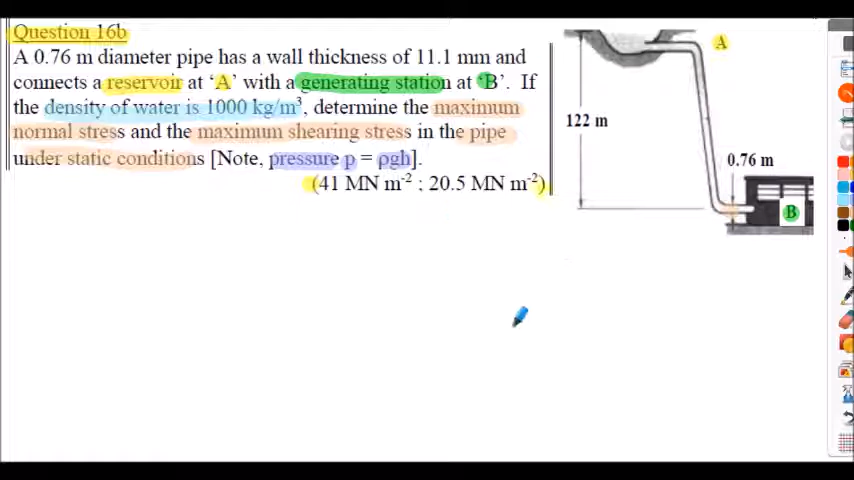 Question 16b
A 0.76 m diameter pipe has a wall thickness of 11.1 mm and
connects a reservoir at ‘A’ with a generating station at ‘B’. If
the density of water is 1000 kg/m³, determine the maximum
normal stress and the maximum shearing stress in the pipe
under static conditions [Note, pressure p = ρgh].
(41 MN m⁻² ; 20.5 MN m⁻²)
A
122 m
0.76 m
B